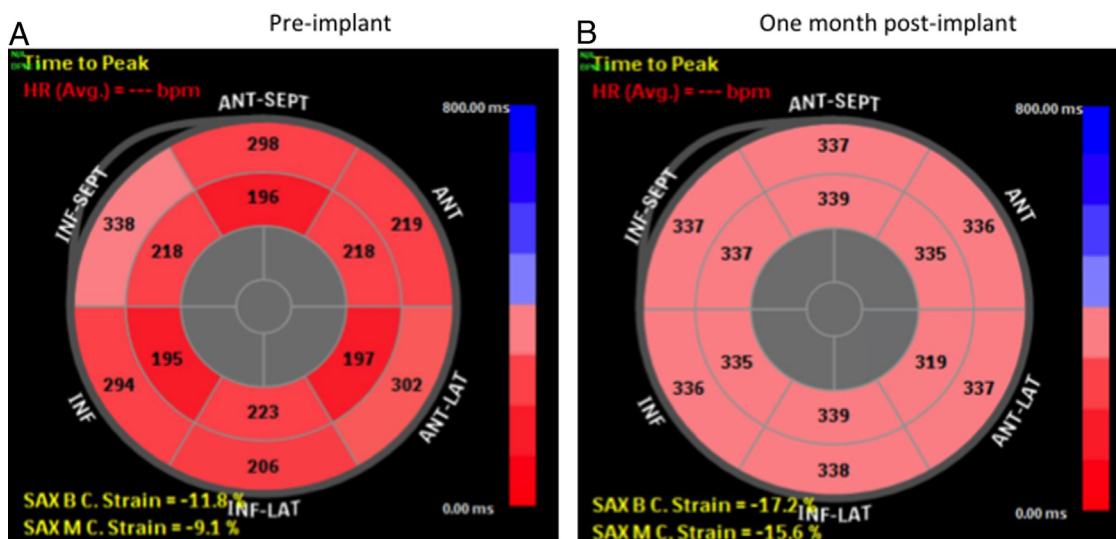 A
Pre-implant
Time to Peak
HR (Avg.) = --- bpm
ANT-SEPT
800.00 ms
298
196
INF-SEPT
ANT
338
219
218
218
195
197
294
302
223
INF
ANT-LAT
206
SAX B C. Strain = -11.8 %
INF-LAT
0.00 ms
SAX M C. Strain = -9.1 %
B
One month post-implant
Time to Peak
HR (Avg.) = --- bpm
ANT-SEPT
800.00 ms
337
339
INF-SEPT
ANT
337
336
337
335
335
319
336
337
339
INF
ANT-LAT
338
SAX B C. Strain = -17.2 %
INF-LAT
0.00 ms
SAX M C. Strain = -15.6 %